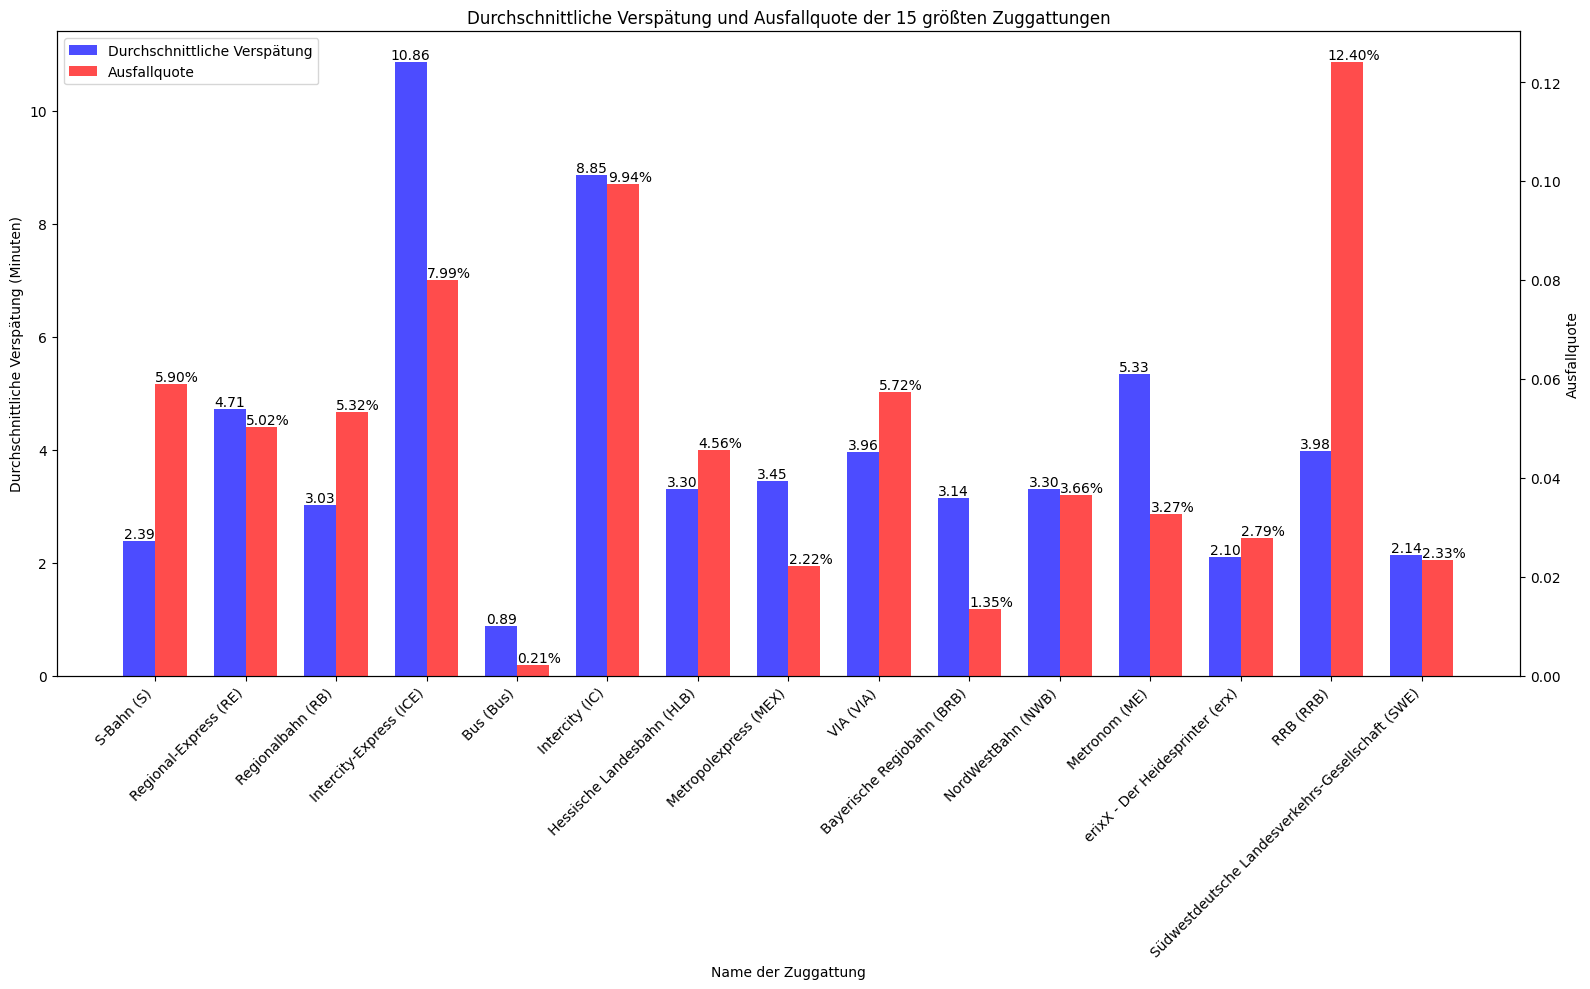 Durchschnittliche Verspätung und Ausfallquote der 15 größten Zuggattungen
Durchschnittliche Verspätung
Ausfallquote
Durchschnittliche Verspätung (Minuten)
10
8
6
4
2
0
2.39
5.90%
4.71
5.02%
3.03
5.32%
10.86
7.99%
0.89
0.21%
8.85
9.94%
3.30
4.56%
3.45
2.22%
3.96
5.72%
3.14
1.35%
3.30
3.66%
5.33
3.27%
2.10
2.79%
3.98
12.40%
2.14
2.33%
0.12
0.10
0.08
0.06
0.04
0.02
0.00
Ausfallquote
S-Bahn (S)
Regional-Express (RE)
Regionalbahn (RB)
Intercity-Express (ICE)
Bus (Bus)
Intercity (IC)
Hessische Landesbahn (HLB)
Metropolexpress (MEX)
VIA (VIA)
Bayerische Regiobahn (BRB)
NordWestBahn (NWB)
Metronom (ME)
erixX - Der Heidesprinter (erx)
RRB (RRB)
Südwestdeutsche Landesverkehrs-Gesellschaft (SWE)
Name der Zuggattung